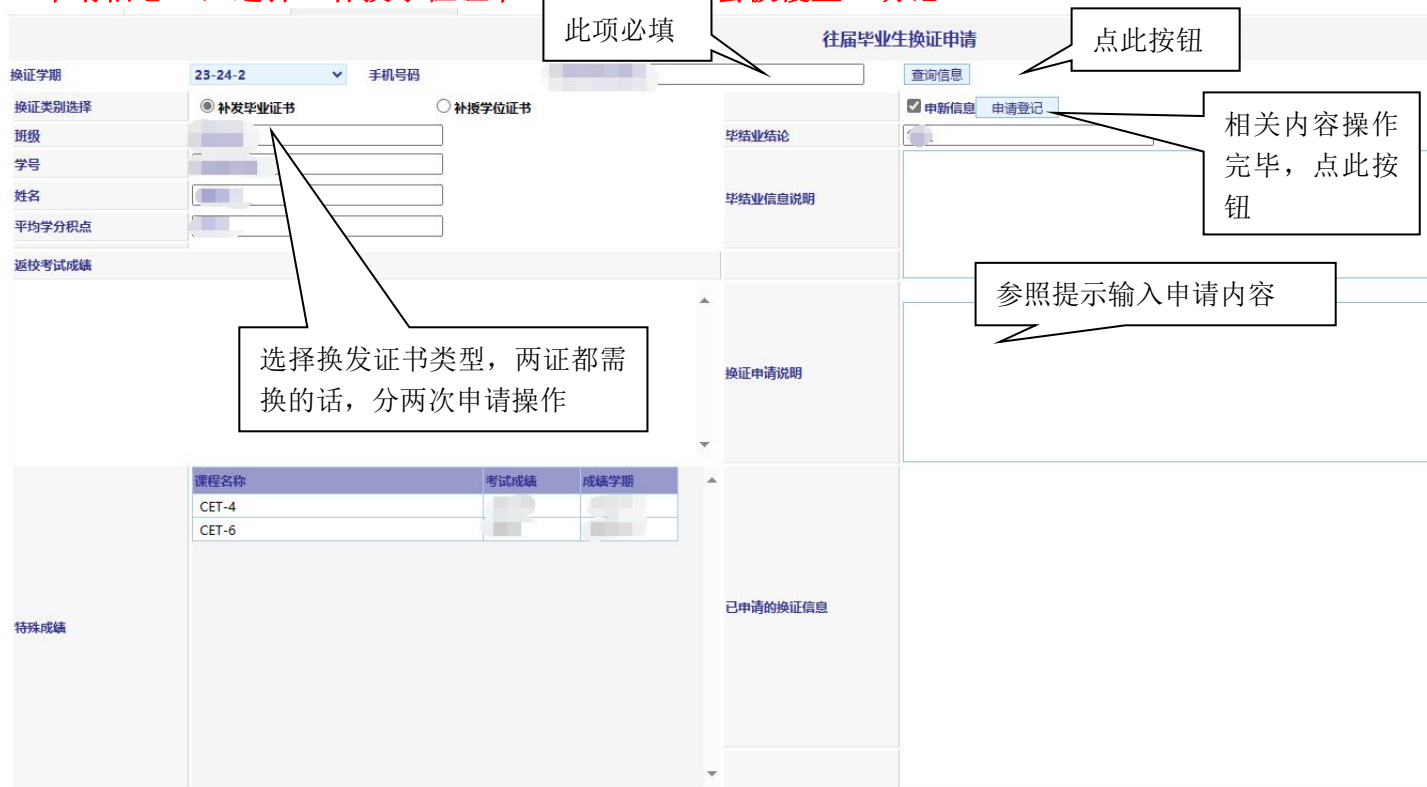 此项必填
往届毕业生换证申请
点此按钮
换证学期
23-24-2
手机号码
查询信息
换证类别选择
补发毕业证书
补授学位证书
申新信息
申请登记
相关内容操作
完毕，点此按
钮
班级
毕结业结论
学号
姓名
毕结业信息说明
平均学分积点
返校考试成绩
参照提示输入申请内容
选择换发证书类型，两证都需
换的话，分两次申请操作
换证申请说明
课程名称
考试成绩
成绩学期
CET-4
CET-6
已申请的换证信息
特殊成绩